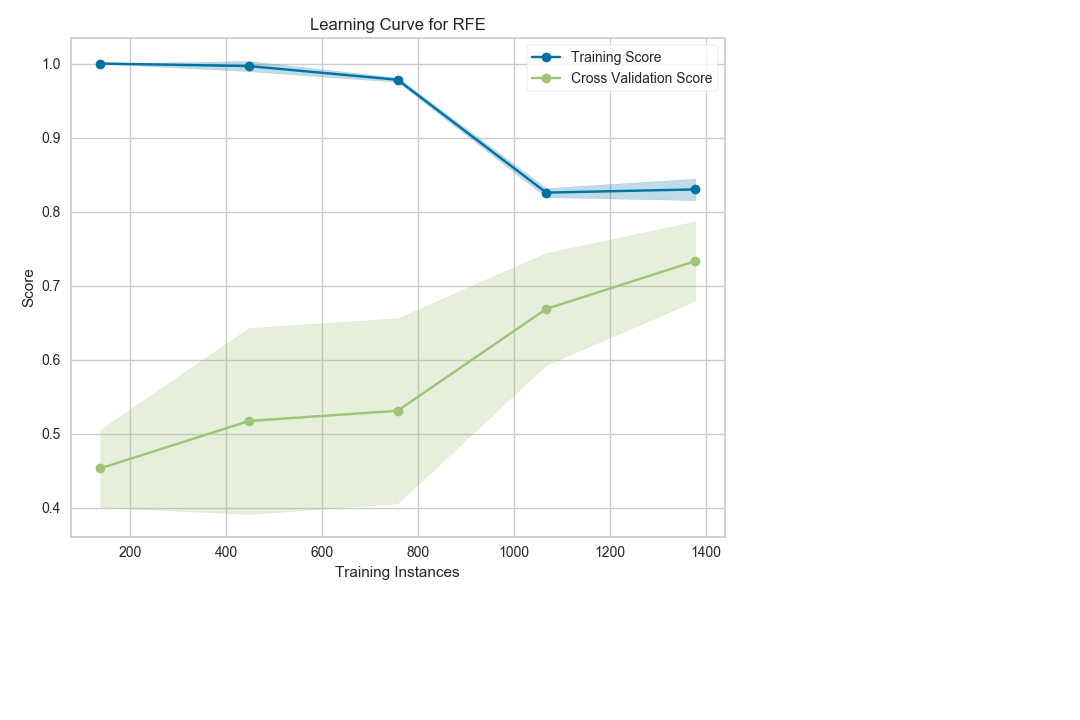 Learning Curve for RFE
Training Score
Cross Validation Score
1.0
0.9
0.8
0.7
0.6
0.5
0.4
Score
200 400 600 800 1000 1200 1400
Training Instances